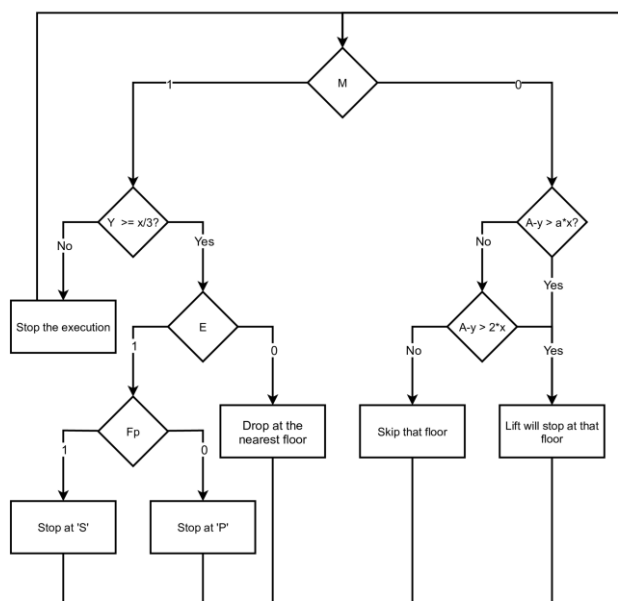 M
1
0
Y >= x/3?
A-y > a*x?
No
Yes
No
Yes
Stop the execution
E
A-y > 2*x
1
0
No
Yes
Fp
Drop at the
nearest floor
Skip that floor
Lift will stop at that
floor
1
0
Stop at 'S'
Stop at 'P'